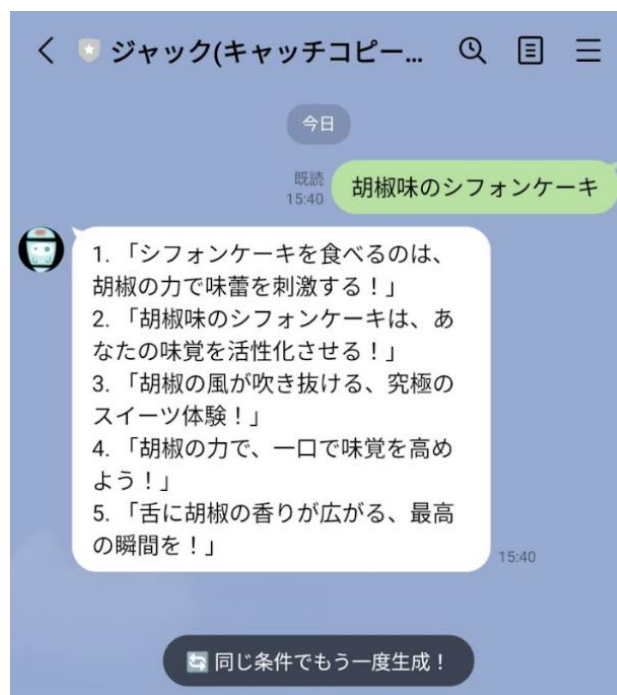 ジャック(キャッチコピー...
今日
既読
15:40
胡椒味のシフォンケーキ
1. 「シフォンケーキを食べるのは、
胡椒の力で味蕾を刺激する！」
2. 「胡椒味のシフォンケーキは、あ
なたの味覚を活性化させる！」
3. 「胡椒の風が吹き抜ける、究極の
スイーツ体験！」
4. 「胡椒の力で、一口で味覚を高め
よう！」
5. 「舌に胡椒の香りが広がる、最高
の瞬間を！」
15:40
同じ条件でもう一度生成！